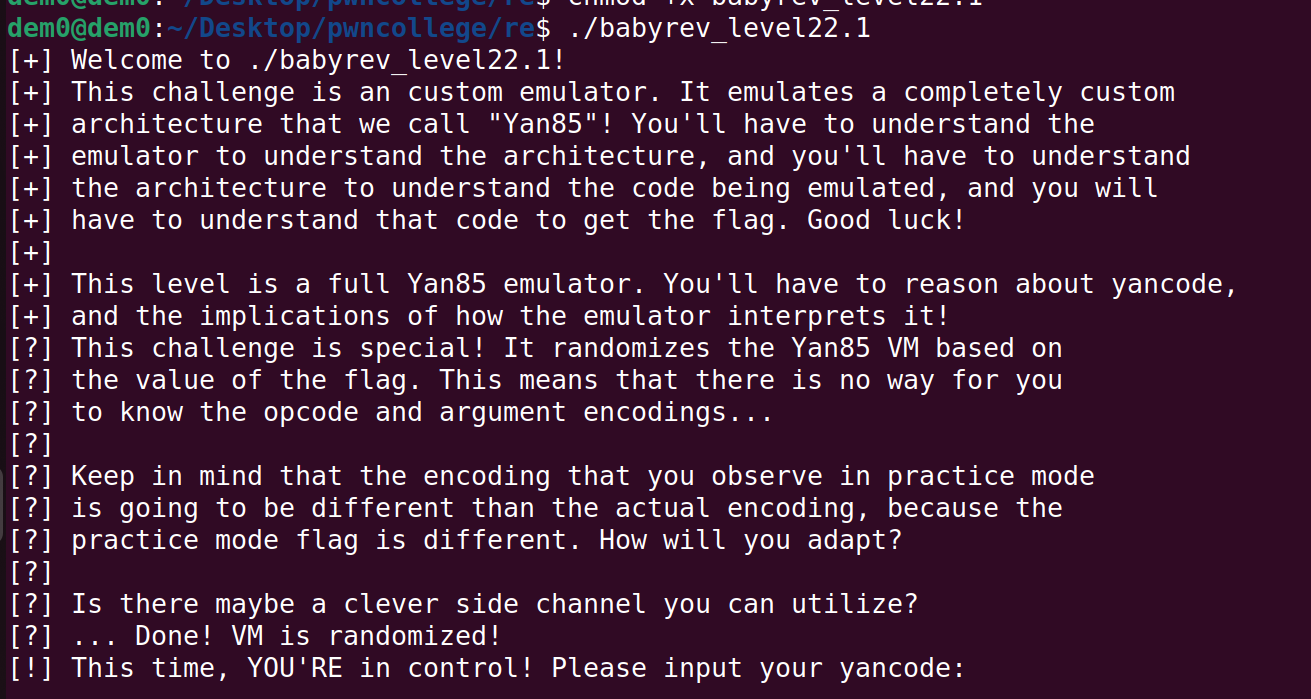 dem0@dem0:~/Desktop/pwncollege/re$ chmod +x babyrev_level22.1
dem0@dem0:~/Desktop/pwncollege/re$ ./babyrev_level22.1
[+] Welcome to ./babyrev_level22.1!
[+] This challenge is an custom emulator. It emulates a completely custom
[+] architecture that we call "Yan85"! You'll have to understand the
[+] emulator to understand the architecture, and you'll have to understand
[+] the architecture to understand the code being emulated, and you will
[+] have to understand that code to get the flag. Good luck!
[+]
[+] This level is a full Yan85 emulator. You'll have to reason about yancode,
[+] and the implications of how the emulator interprets it!
[?] This challenge is special! It randomizes the Yan85 VM based on
[?] the value of the flag. This means that there is no way for you
[?] to know the opcode and argument encodings...
[?]
[?] Keep in mind that the encoding that you observe in practice mode
[?] is going to be different than the actual encoding, because the
[?] practice mode flag is different. How will you adapt?
[?]
[?] Is there maybe a clever side channel you can utilize?
[?] ... Done! VM is randomized!
[!] This time, YOU'RE in control! Please input your yancode: